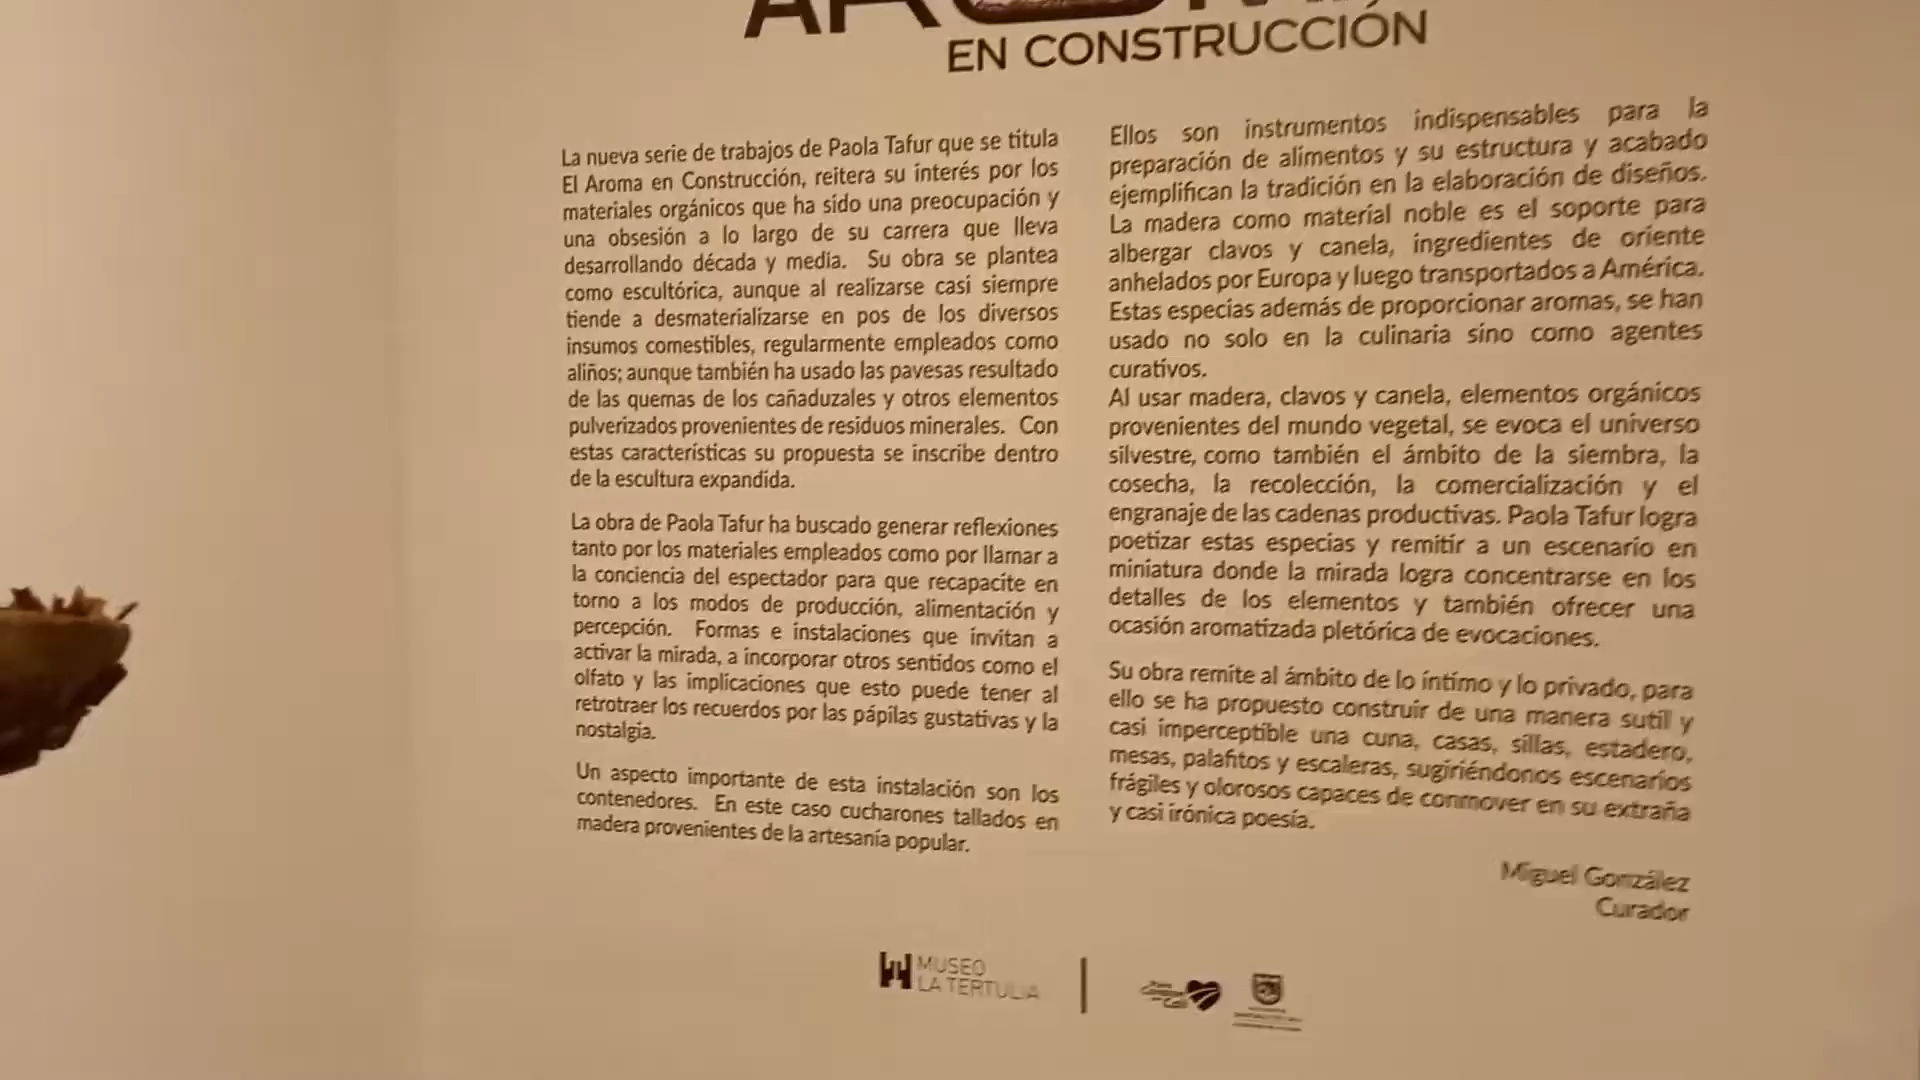 EN CONSTRUCCIÓN
La nueva serie de trabajos de Paola Tafur que se titula
El Aroma en Construcción, reitera su interés por los
materiales orgánicos que ha sido una preocupación y
una obsesión a lo largo de su carrera que lleva
desarrollando década y media. Su obra se plantea
como escultórica, aunque al realizarse casi siempre
tiende a desmaterializarse en pos de los diversos
insumos comestibles, regularmente empleados como
aliños; aunque también ha usado las pavesas resultado
de las quemas de los cañaduzales y otros elementos
pulverizados provenientes de residuos minerales. Con
estas características su propuesta se inscribe dentro
de la escultura expandida.
La obra de Paola Tafur ha buscado generar reflexiones
tanto por los materiales empleados como por llamar a
la conciencia del espectador para que recapacite en
torno a los modos de producción, alimentación y
percepción. Formas e instalaciones que invitan a
activar la mirada, a incorporar otros sentidos como el
olfato y las implicaciones que esto puede tener al
retrotraer los recuerdos por las pápilas gustativas y la
nostalgia.
Un aspecto importante de esta instalación son los
contenedores. En este caso cucharones tallados en
madera provenientes de la artesanía popular.
Ellos son instrumentos indispensables para la
preparación de alimentos y su estructura y acabado
ejemplifican la tradición en la elaboración de diseños.
La madera como material noble es el soporte para
albergar clavos y canela, ingredientes de oriente
anhelados por Europa y luego transportados a América.
Estas especias además de proporcionar aromas, se han
usado no solo en la culinaria sino como agentes
curativos.
Al usar madera, clavos y canela, elementos orgánicos
provenientes del mundo vegetal, se evoca el universo
silvestre, como también el ámbito de la siembra, la
cosecha, la recolección, la comercialización y el
engranaje de las cadenas productivas. Paola Tafur logra
poetizar estas especias y remitir a un escenario en
miniatura donde la mirada logra concentrarse en los
detalles de los elementos y también ofrecer una
ocasión aromatizada pletórica de evocaciones.
Su obra remite al ámbito de lo íntimo y lo privado, para
ello se ha propuesto construir de una manera sutil y
casi imperceptible una cuna, casas, sillas, estadero,
mesas, palafitos y escaleras, sugiriéndonos escenarios
frágiles y olorosos capaces de conmover en su extraña
y casi irónica poesía.
Miguel González
Curador
MUSEO
LA TERTULIA